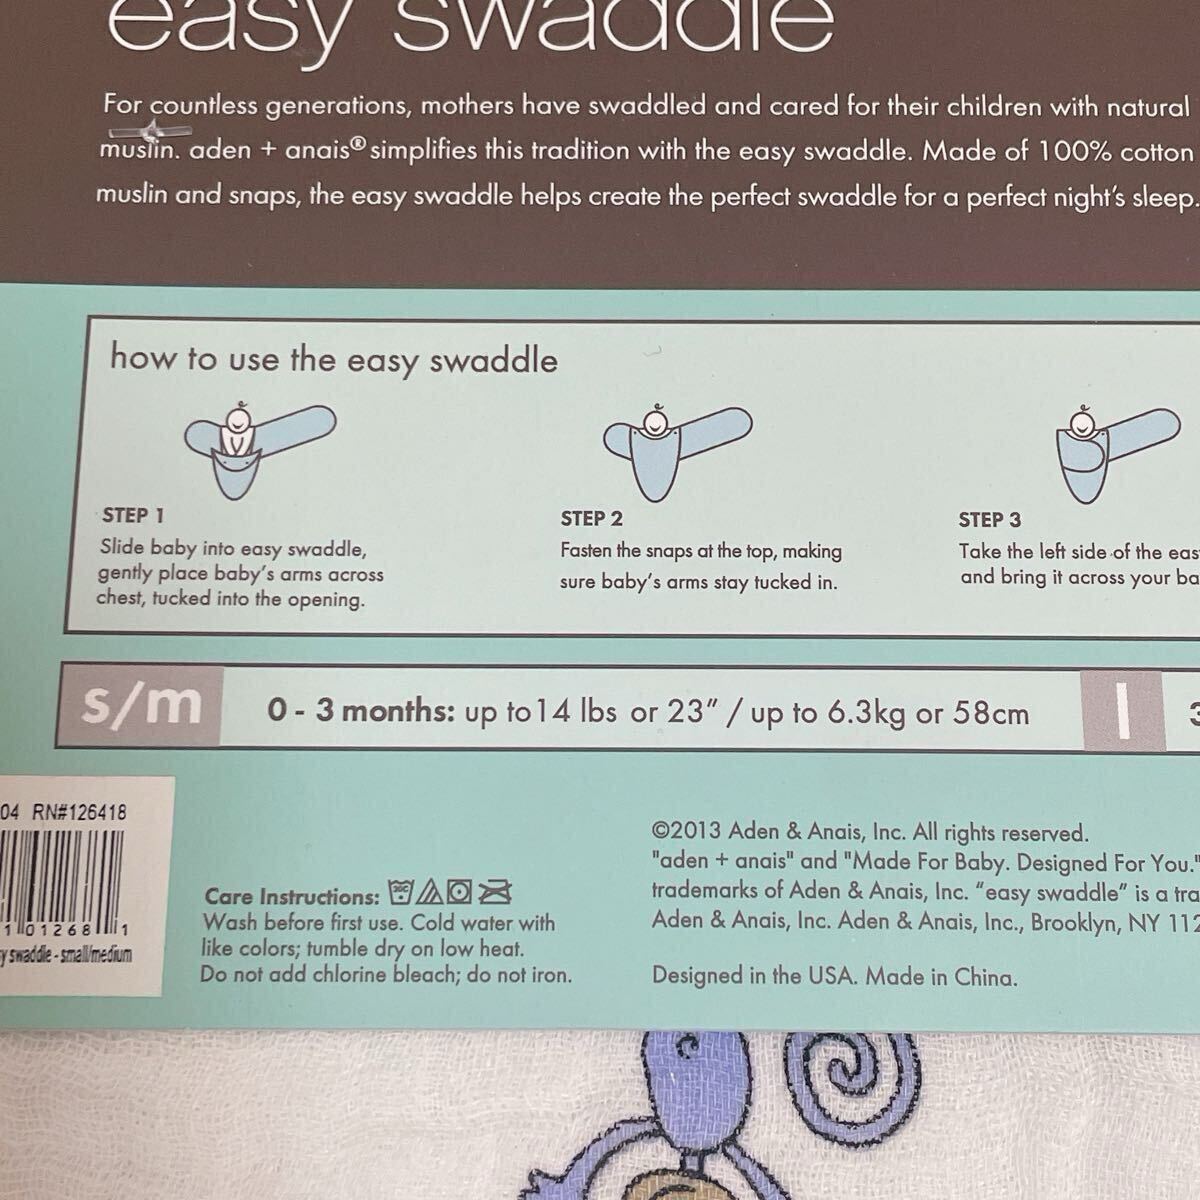 easy swaddle
For countless generations, mothers have swaddled and cared for their children with natural
muslin. aden + anais® simplifies this tradition with the easy swaddle. Made of 100% cotton
muslin and snaps, the easy swaddle helps create the perfect swaddle for a perfect night's sleep.
how to use the easy swaddle
STEP 1
Slide baby into easy swaddle,
gently place baby's arms across
chest, tucked into the opening.
STEP 2
Fasten the snaps at the top, making
sure baby's arms stay tucked in.
STEP 3
Take the left side of the
and bring it across your
s/m
0 - 3 months: up to 14 lbs or 23" / up to 6.3kg or 58cm
l
3
04 RN#126418
1 01268 1
swaddle - small/medium
Care Instructions: 30C
Wash before first use. Cold water with
like colors; tumble dry on low heat.
Do not add chlorine bleach; do not iron.
©2013 Aden & Anais, Inc. All rights reserved.
"aden + anais" and "Made For Baby. Designed For You."
trademarks of Aden & Anais, Inc. "easy swaddle" is a
Aden & Anais, Inc. Aden & Anais, Inc., Brooklyn, NY 112
Designed in the USA. Made in China.